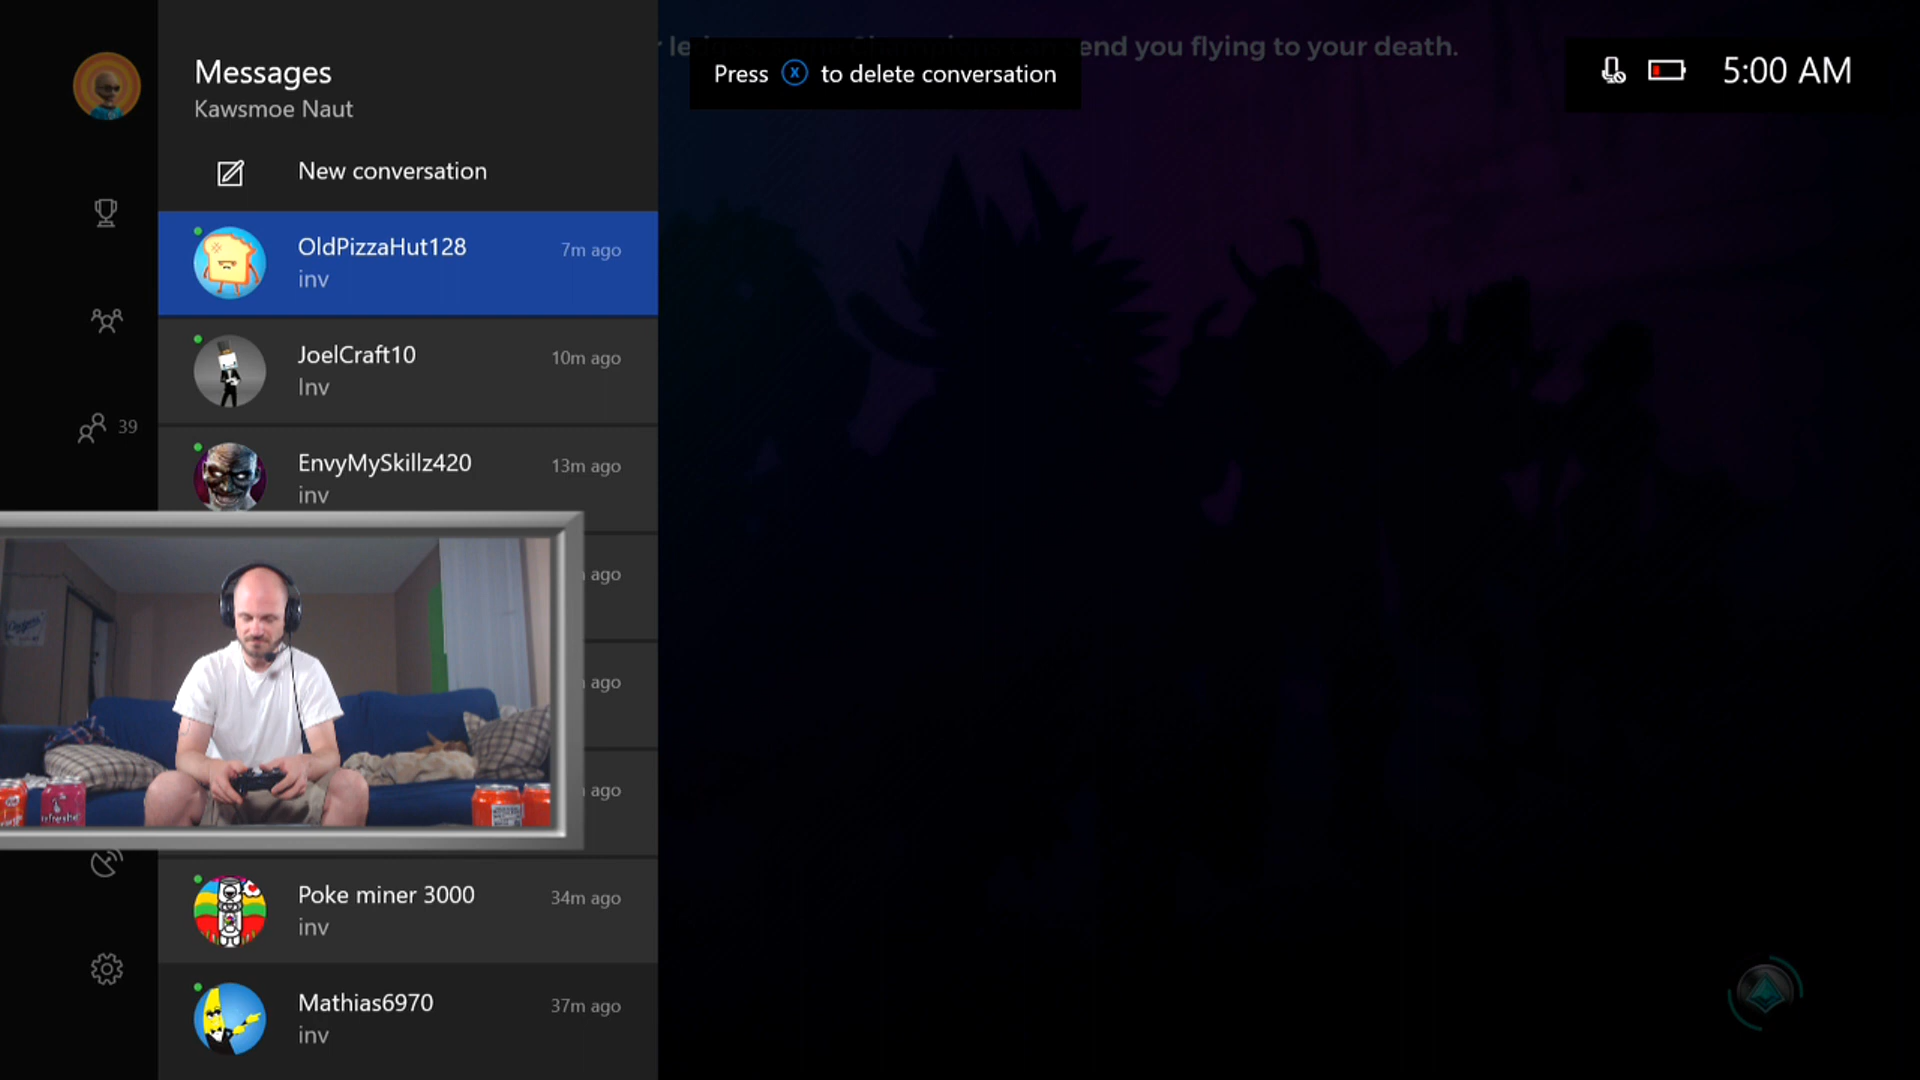 Messages
Kawsmoe Naut
end you flying to your death.
Press X to delete conversation
5:00 AM
New conversation
OldPizzaHut128
7m ago
inv
JoelCraft10
10m ago
Inv
39
EnvyMySkillz420
13m ago
inv
ago
ago
ago
Poke miner 3000
34m ago
inv
Mathias6970
37m ago
inv